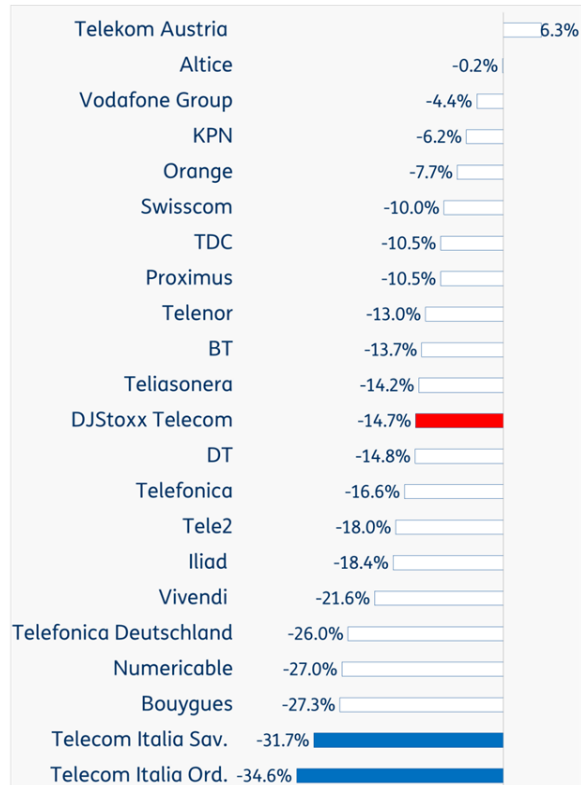 Telekom Austria 6.3%
Altice -0.2%
Vodafone Group -4.4%
KPN -6.2%
Orange -7.7%
Swisscom -10.0%
TDC -10.5%
Proximus -10.5%
Telenor -13.0%
BT -13.7%
Teliasonera -14.2%
DJStoxx Telecom -14.7%
DT -14.8%
Telefonica -16.6%
Tele2 -18.0%
Iliad -18.4%
Vivendi -21.6%
Telefonica Deutschland -26.0%
Numericable -27.0%
Bouygues -27.3%
Telecom Italia Sav. -31.7%
Telecom Italia Ord. -34.6%